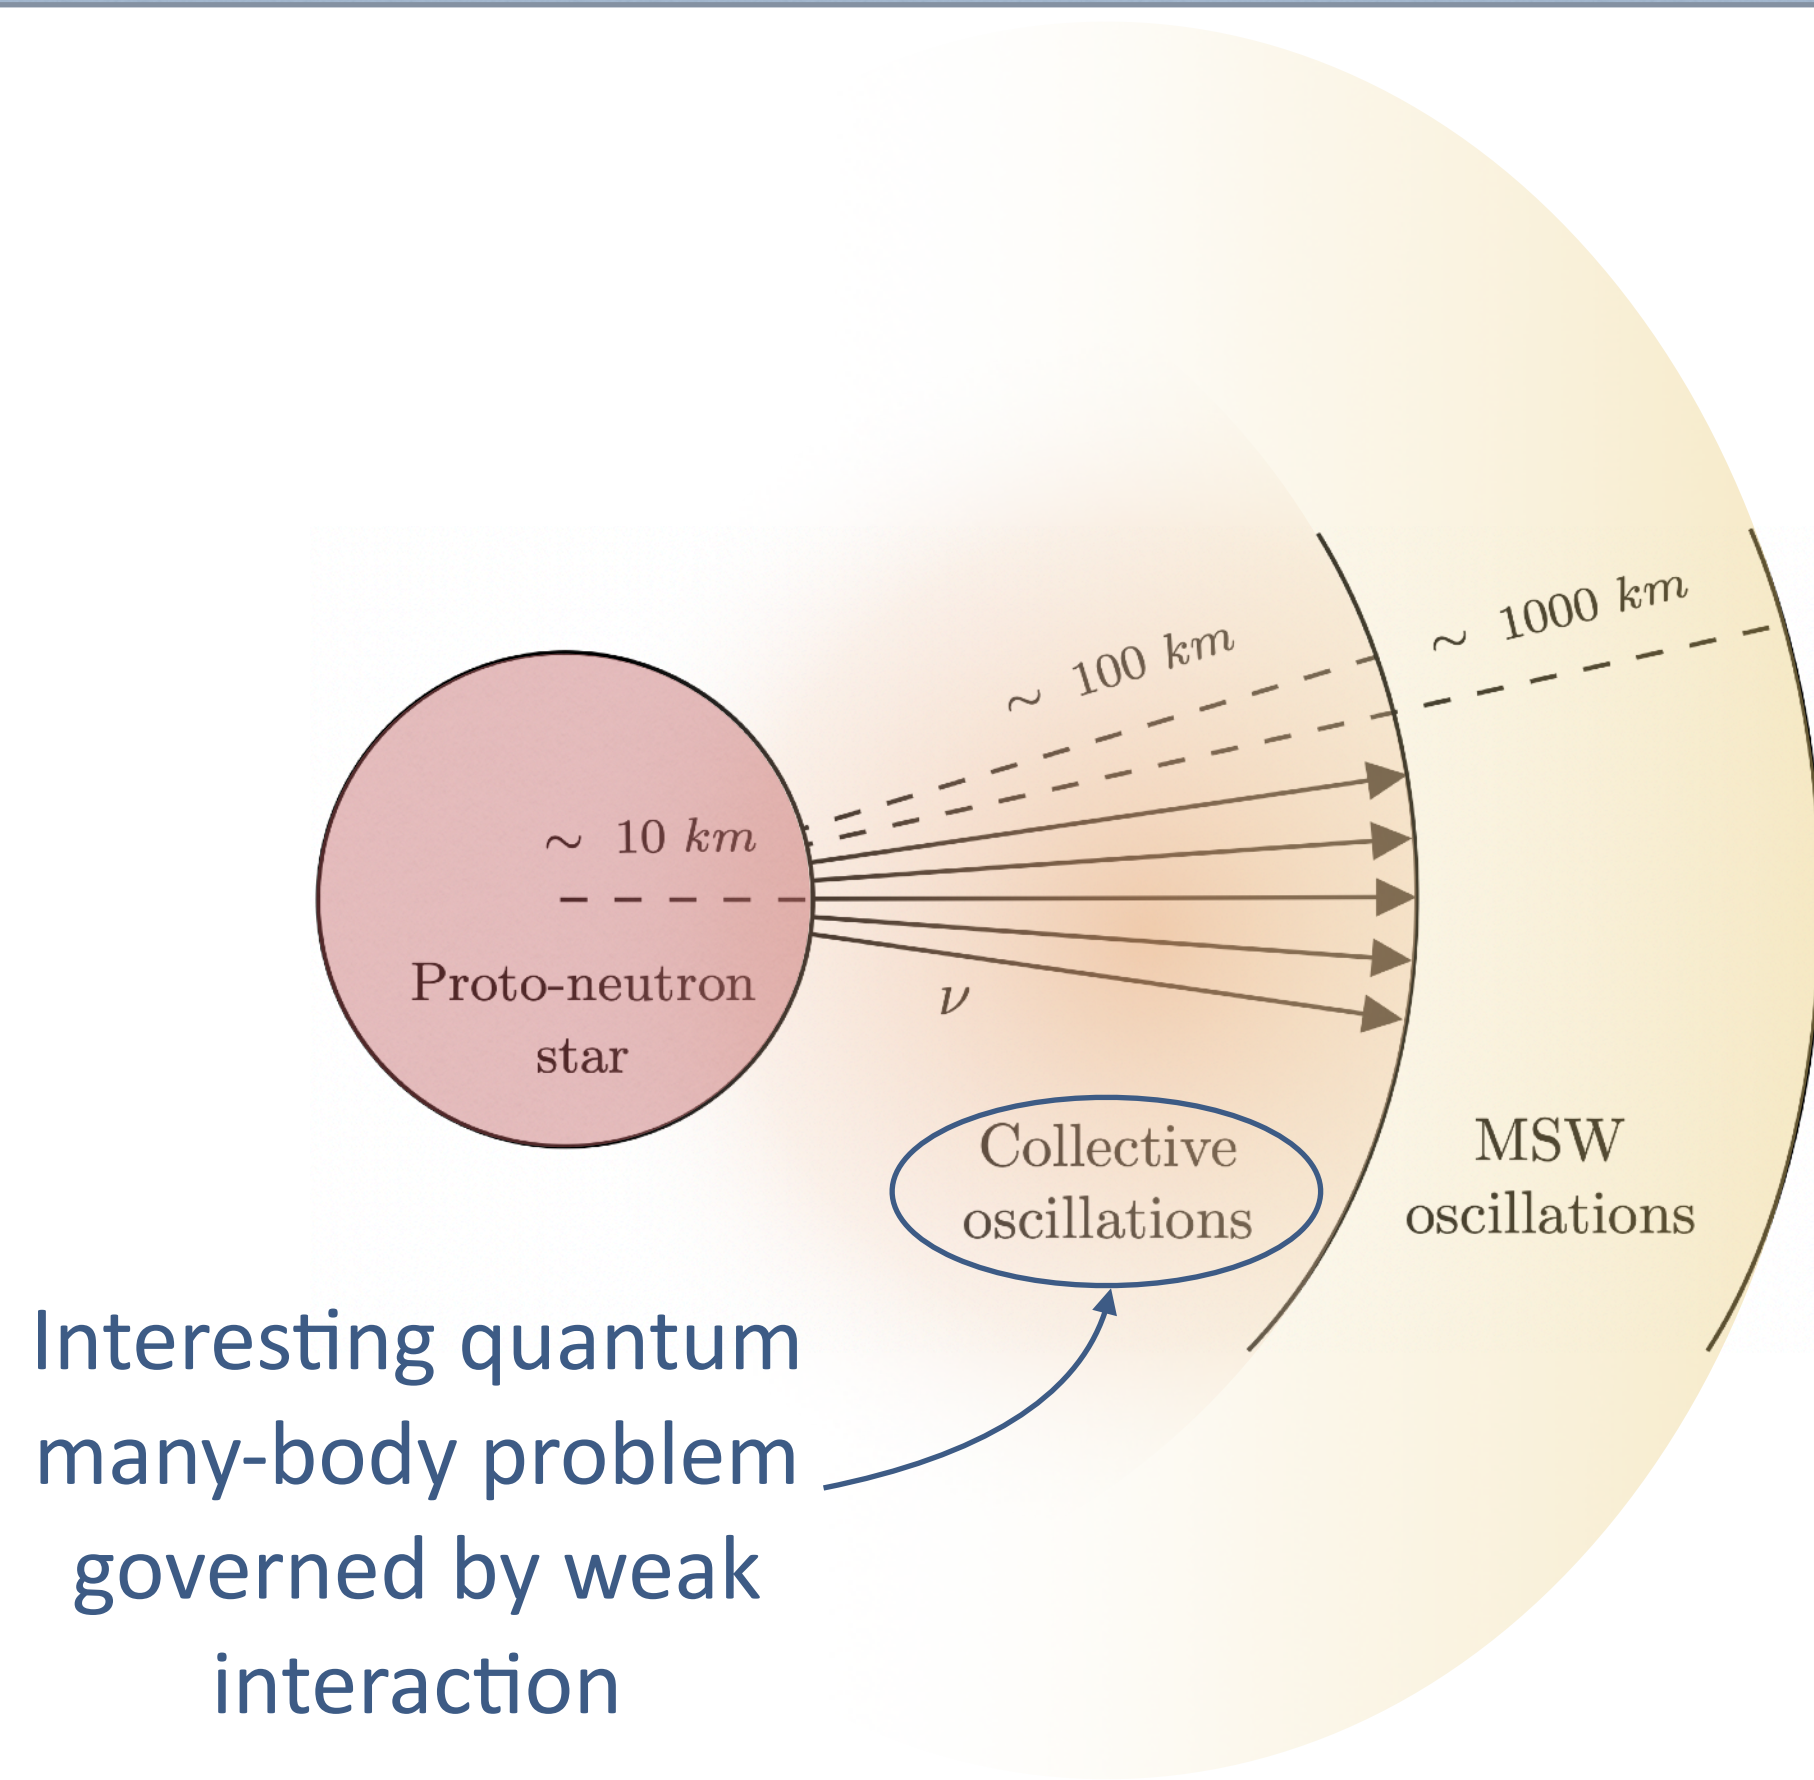 ~ 1000 km
~ 100 km
~ 10 km
Proto-neutron
star
ν
Collective
oscillations
MSW
oscillations
Interesting quantum
many-body problem
governed by weak
interaction